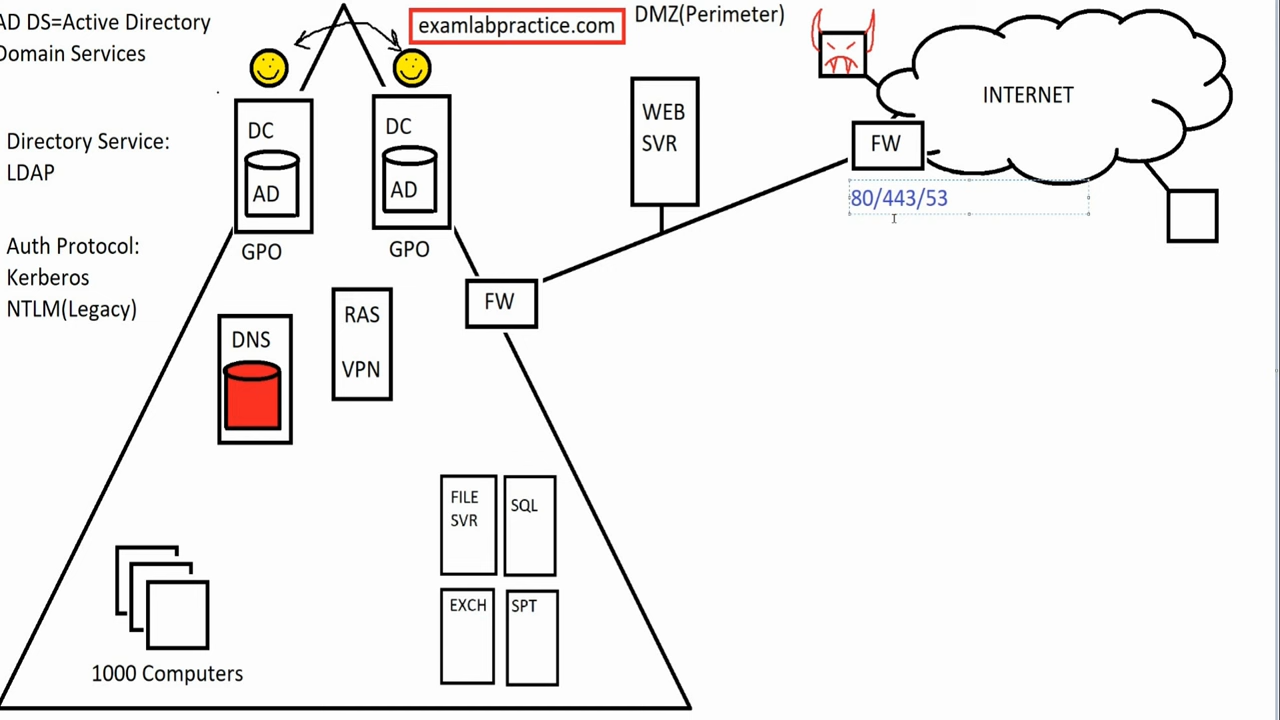 AD DS=Active Directory
Domain Services
examlabpractice.com
DMZ(Perimeter)
Directory Service:
LDAP
Auth Protocol:
Kerberos
NTLM(Legacy)
DC
AD
GPO
DC
AD
GPO
WEB
SVR
INTERNET
FW
80/443/53
FW
RAS
VPN
DNS
FILE
SVR
SQL
EXCH
SPT
1000 Computers